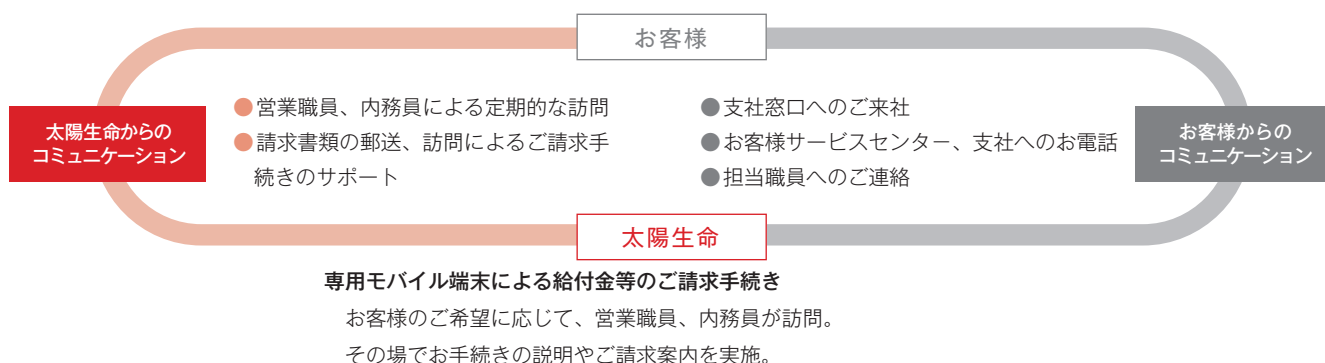 お客様
太陽生命からの
コミュニケーション
●営業職員、内務員による定期的な訪問
●請求書類の郵送、訪問によるご請求手
続きのサポート
●支社窓口へのご来社
●お客様サービスセンター、支社へのお電話
●担当職員へのご連絡
お客様からの
コミュニケーション
太陽生命
専用モバイル端末による給付金等のご請求手続き
お客様のご希望に応じて、営業職員、内務員が訪問。
その場でお手続きの説明やご請求案内を実施。